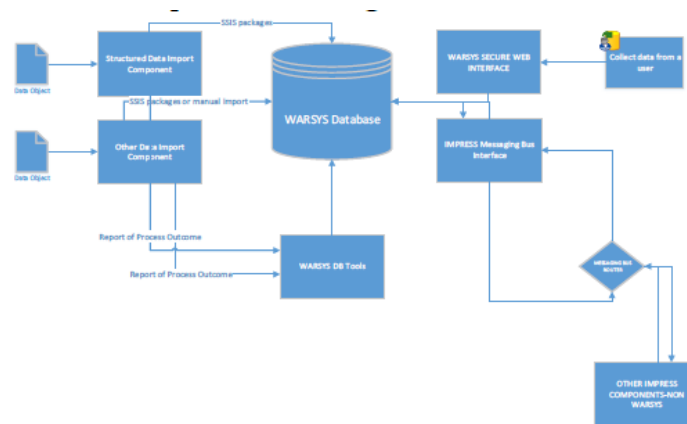 SSIS packages
Structured Data Import
Component
Data Object
SSIS packages or manual import
Other Data Import
Component
Data Object
WARSYS Database
WARSYS SECURE WEB
INTERFACE
Collect data from a
user
IMPRESS Messaging Bus
Interface
Report of Process Outcome
Report of Process Outcome
WARSYS DB Tools
MESSAGING BUS
ROUTER
OTHER IMPRESS
COMPONENTS-NON
WARSYS